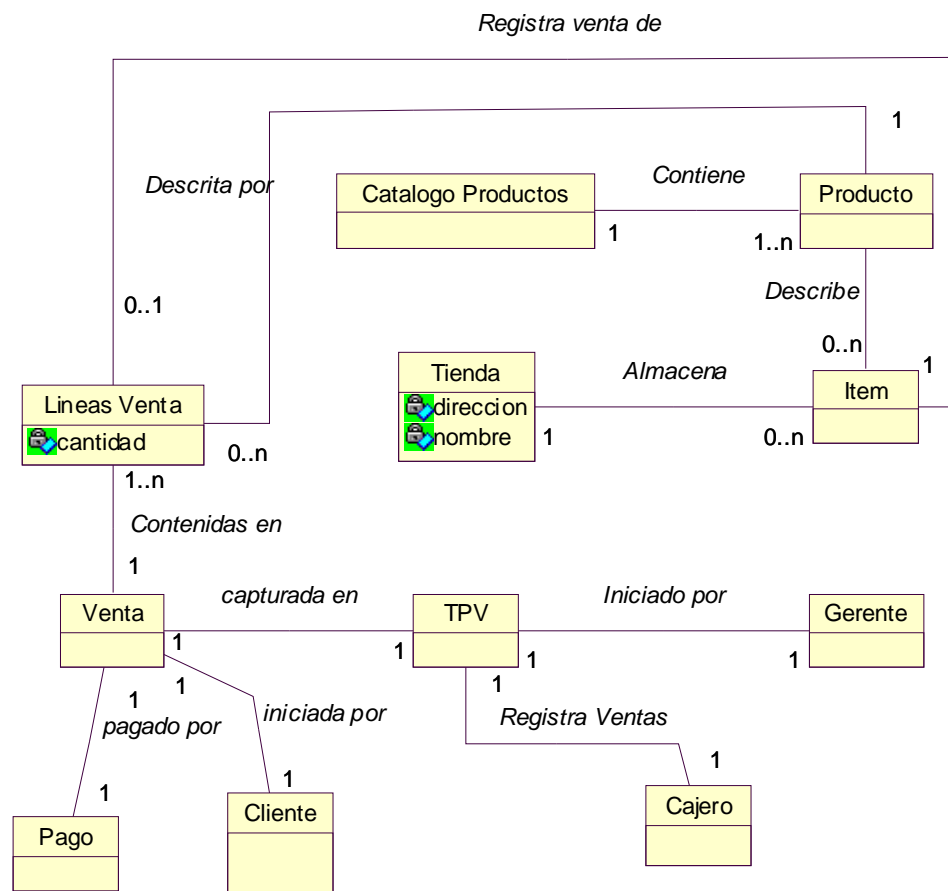 Registra venta de
1
Descrita por
Catalogo Productos
Contiene
Producto
1
1..n
0..1
Describe
0..n
1
Lineas Venta
cantidad
Tienda
direccion
nombre
Almacena
Item
1
0..n
0..n
1..n
Contenidas en
1
Venta
capturada en
TPV
Iniciado por
Gerente
1
1
1
1
1
1
1
pagado por
iniciada por
Registra Ventas
1
1
1
Pago
Cliente
Cajero